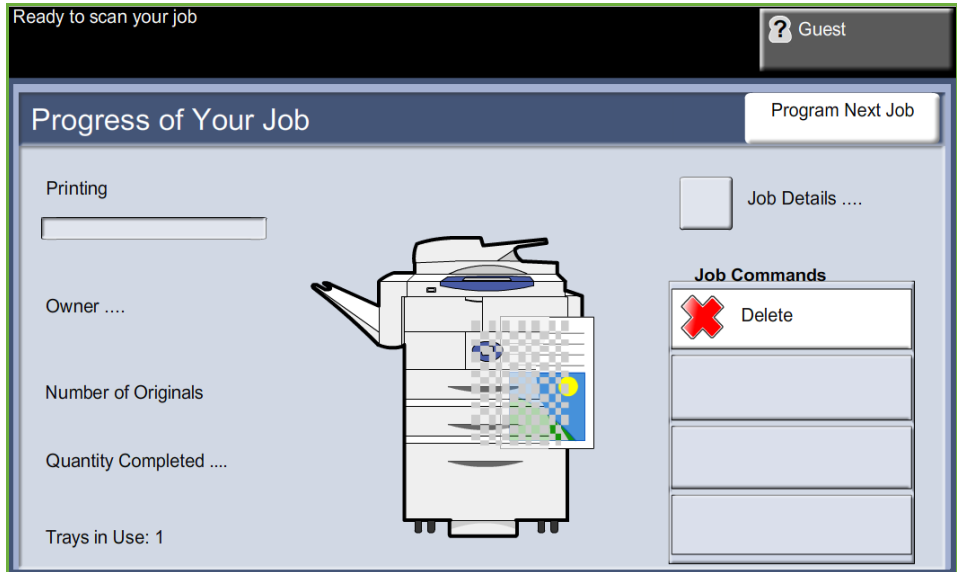 Ready to scan your job
Guest
Progress of Your Job
Program Next Job
Printing
Job Details ....
Job Commands
Owner ....
Delete
Number of Originals
Quantity Completed ....
Trays in Use: 1